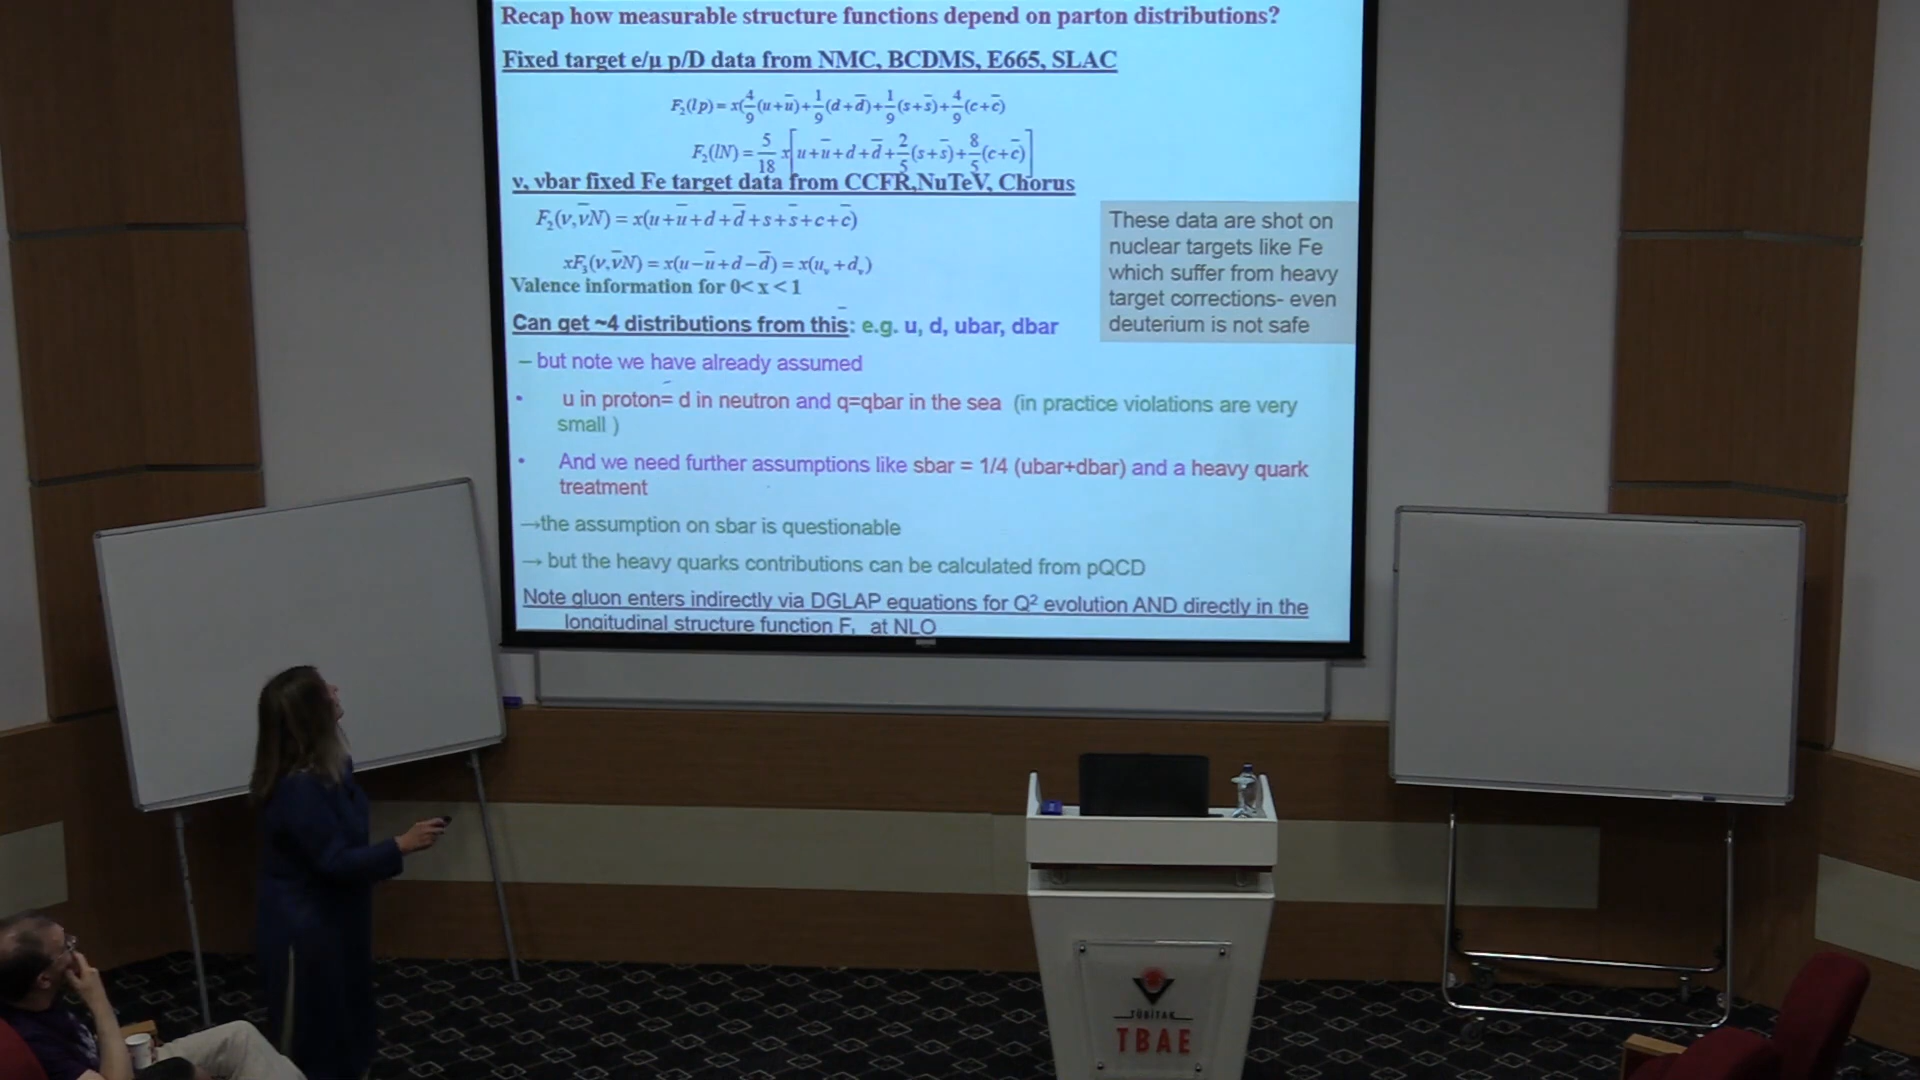 Recap how measurable structure functions depend on parton distributions?
Fixed target e/μ p/D data from NMC, BCDMS, E665, SLAC
F₂(lp) = x(4/9(u+ū)+1/9(d+d̄)+1/9(s+s̄)+4/9(c+c̄)
F₂(lN) = 5/18 x[u+ū+d+d̄+2/5(s+s̄)+8/5(c+c̄)]
ν, νbar fixed Fe target data from CCFR,NuTeV, Chorus
F₂(ν,ν̄N) = x(u+ū+d+d̄+s+s̄+c+c̄)
xF₃(ν,ν̄N) = x(u−ū+d−d̄) = x(uᵥ+dᵥ)
Valence information for 0< x < 1
These data are shot on
nuclear targets like Fe
which suffer from heavy
target corrections- even
deuterium is not safe
Can get ~4 distributions from this: e.g. u, d, ubar, dbar
– but note we have already assumed
• u in proton= d in neutron and q=qbar in the sea (in practice violations are very
small )
• And we need further assumptions like sbar = 1/4 (ubar+dbar) and a heavy quark
treatment
→the assumption on sbar is questionable
→ but the heavy quarks contributions can be calculated from pQCD
Note gluon enters indirectly via DGLAP equations for Q² evolution AND directly in the
longitudinal structure function F_L at NLO
TÜBİTAK
TBAE